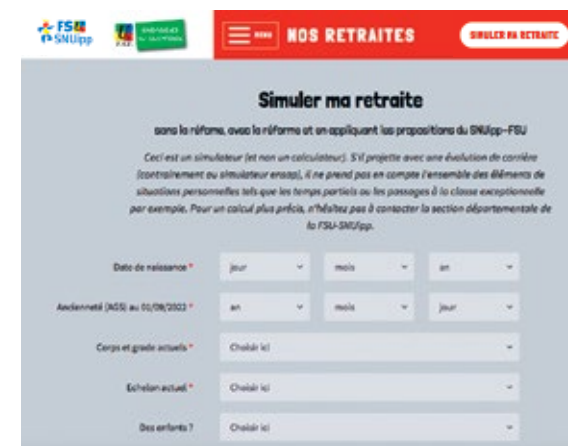 FSU
SNUipp
MENU
NOS RETRAITES
SIMULER MA RETRAITE
Simuler ma retraite
sans la réforme, avec la réforme et en appliquant les propositions du SNUipp-FSU
Ceci est un simulateur (et non un calculateur). S'il projette avec une évolution de carrière
(contrairement au simulateur ensap), il ne prend pas en compte l'ensemble des éléments de
situations personnelles tels que les temps partiels ou les passages à la classe exceptionnelle
par exemple. Pour un calcul plus précis, n'hésitez pas à contacter la section départementale de
la FSU-SNUipp.
Date de naissance * jour mois an
Ancienneté (AGS) au 01/09/2022 * an mois jour
Corps et grade actuels * Choisir ici
Echelon actuel * Choisir ici
Des enfants ? Choisir ici